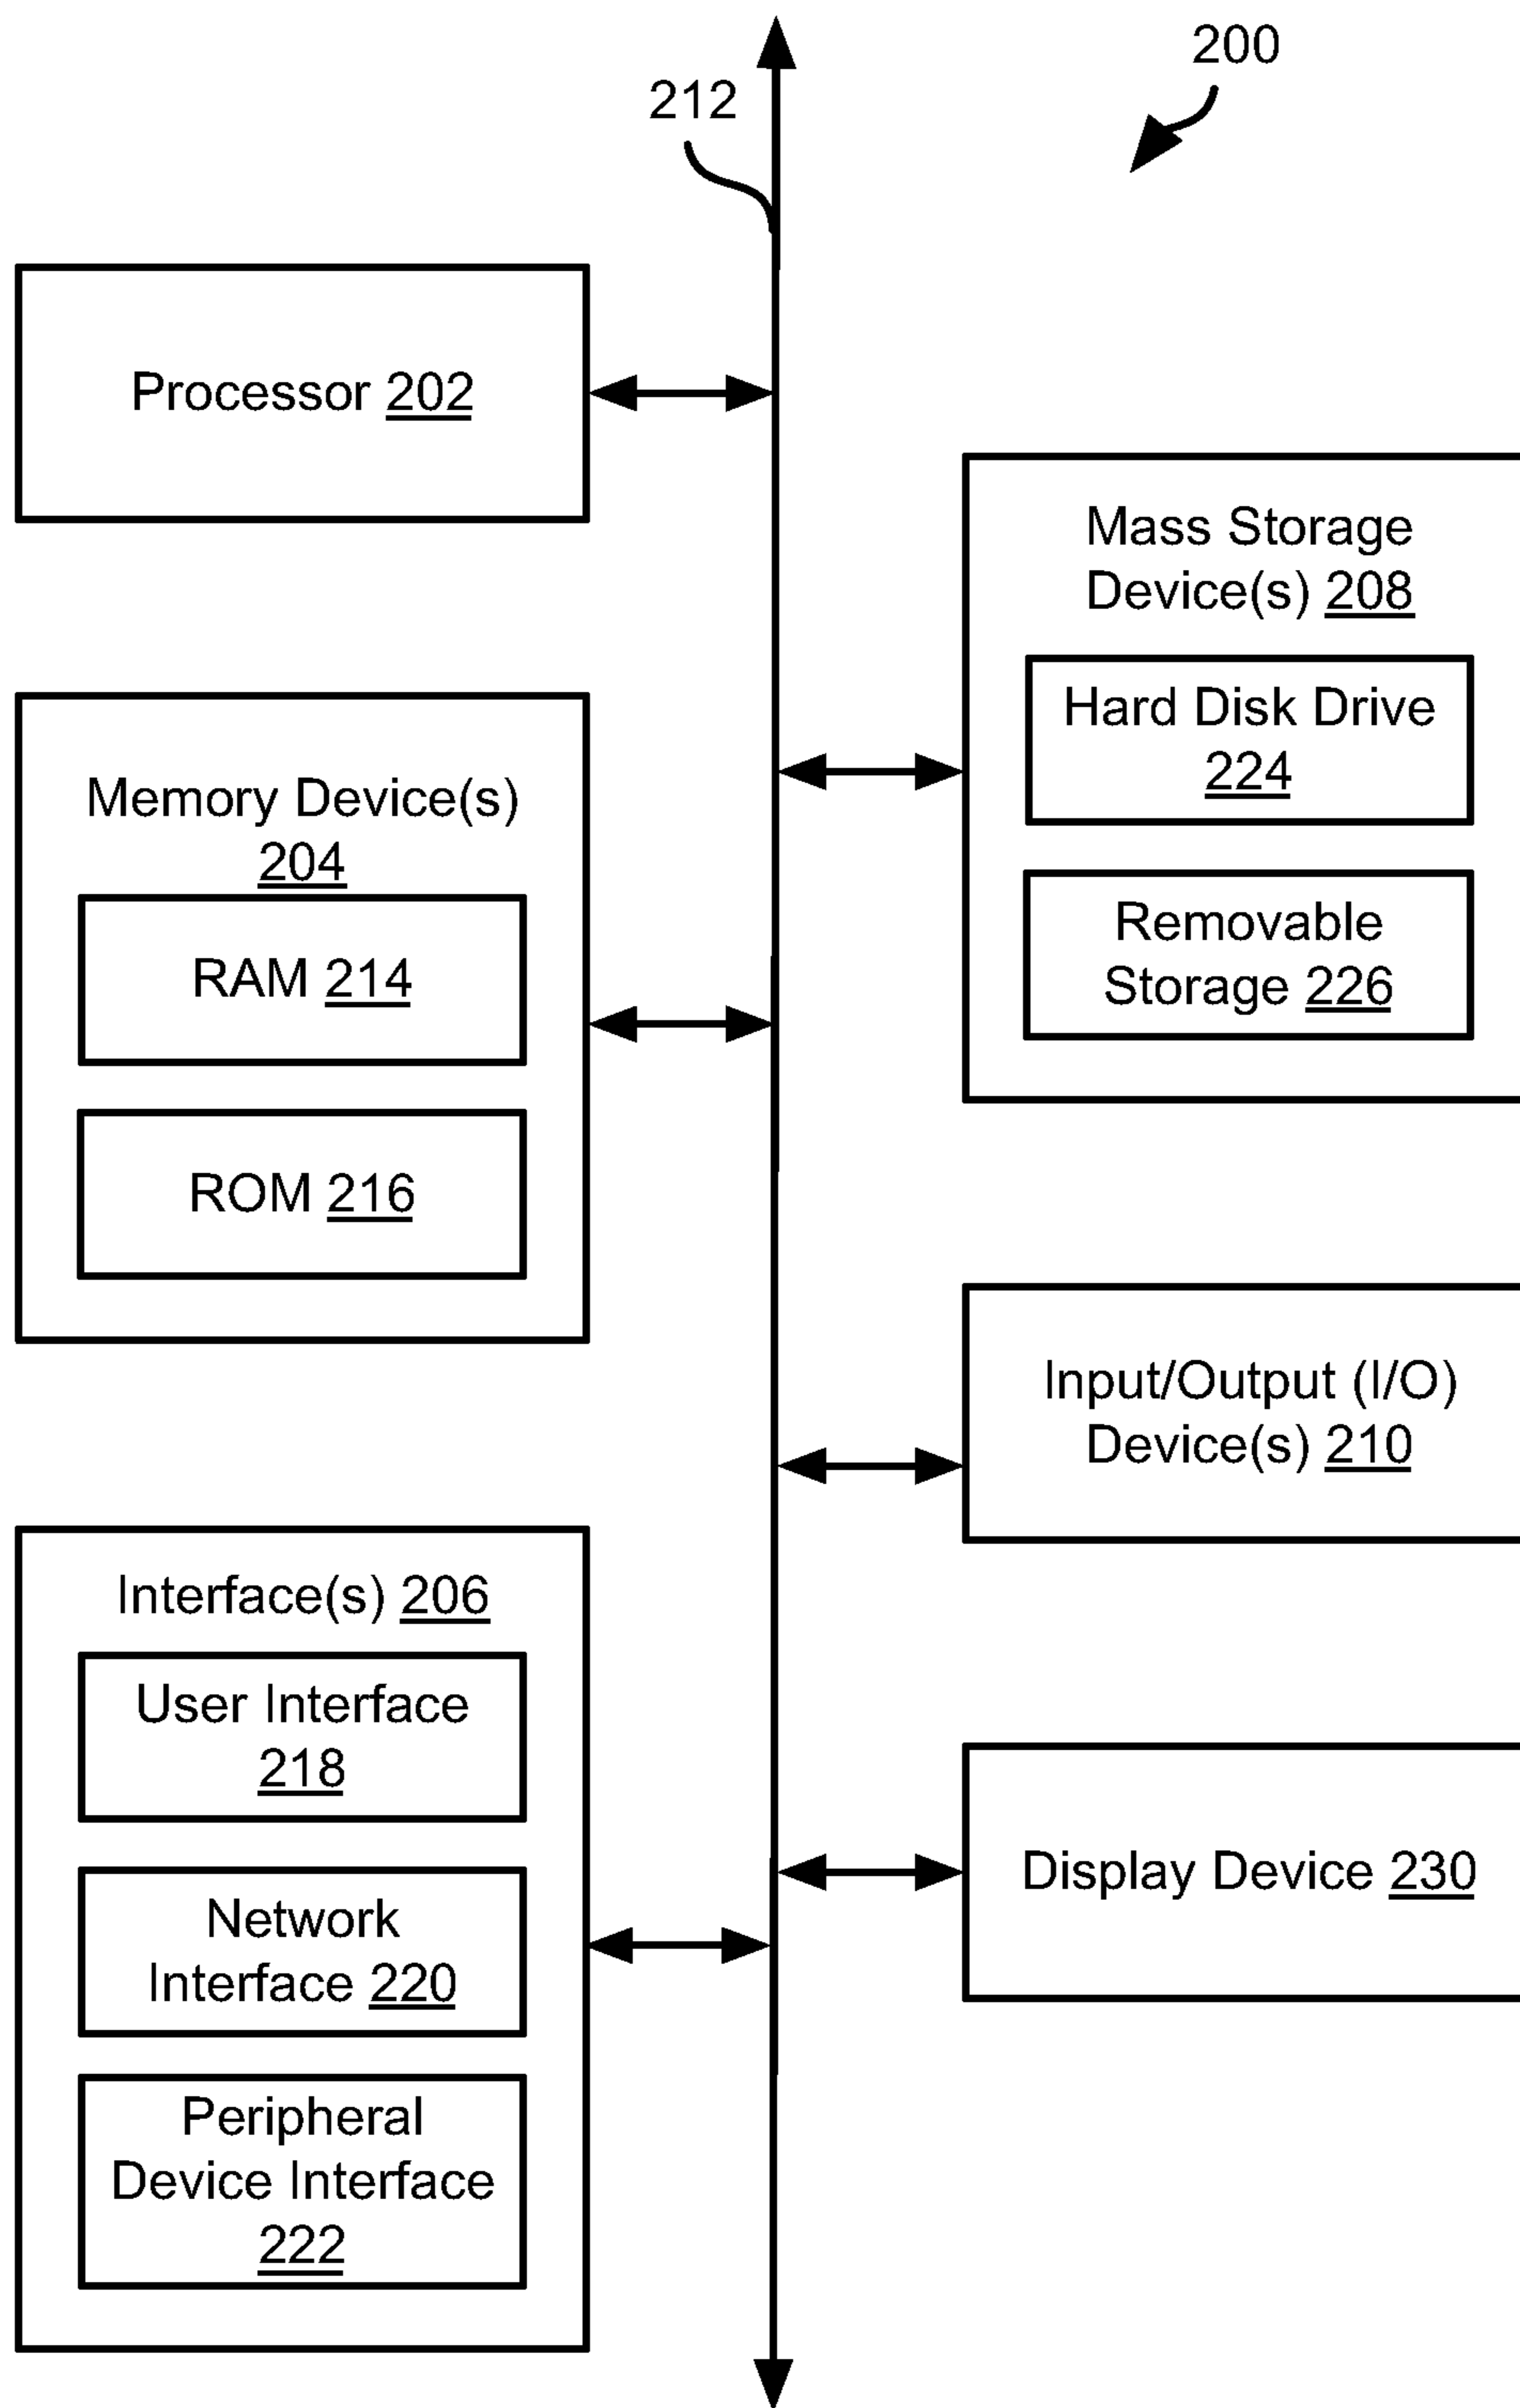 200
212
Processor 202
Mass Storage
Device(s) 208
Hard Disk Drive
224
Removable
Storage 226
Memory Device(s)
204
RAM 214
ROM 216
Input/Output (I/O)
Device(s) 210
Interface(s) 206
User Interface
218
Network
Interface 220
Peripheral
Device Interface
222
Display Device 230